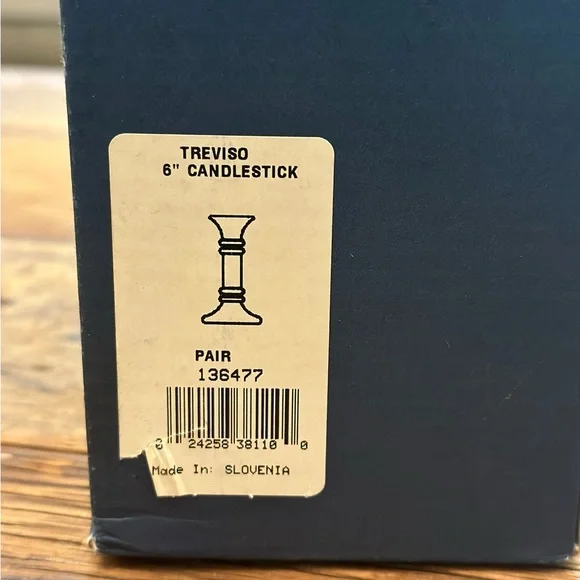 TREVISO
6" CANDLESTICK
PAIR
136477
0 24258 38110 0
Made In: SLOVENIA